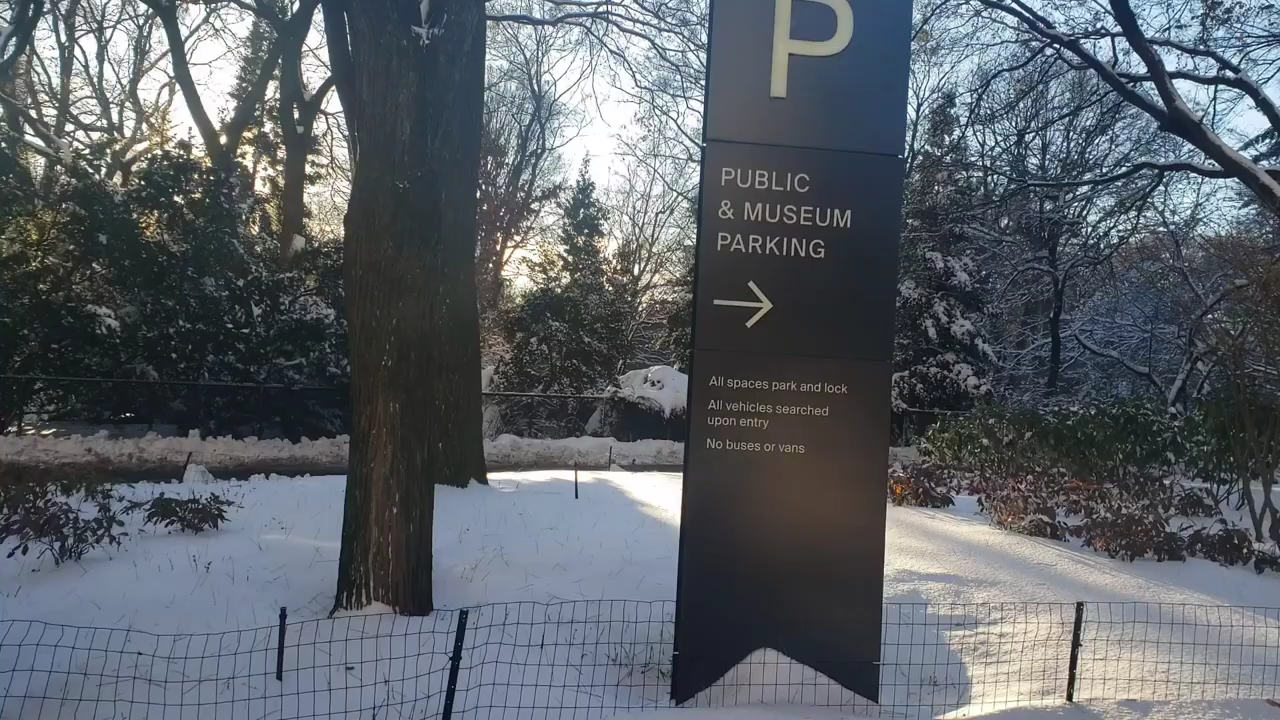 P
PUBLIC
& MUSEUM
PARKING
All spaces park and lock
All vehicles searched
upon entry
No buses or vans